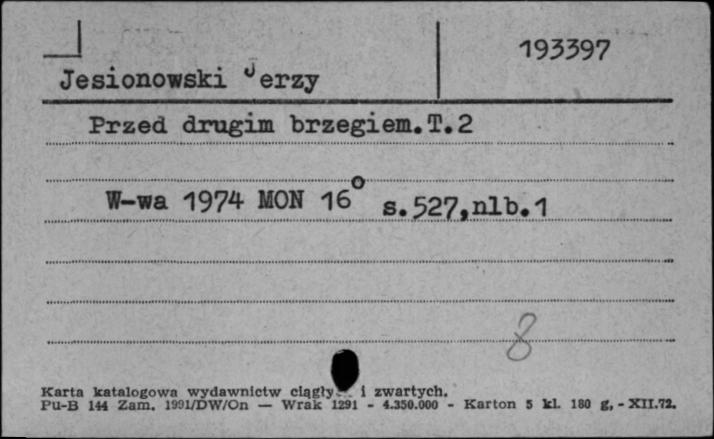 193397
Jesionowski Jerzy
Przed drugim brzegiem.T.2
W-wa 1974 MON 16° s.527,nlb.1
8
Karta katalogowa wydawnictw i zwartych.
Pu-B 144 Zam. 1991/DW/On — Wrak 1291 - 4.350.000 - Karton 5 kl. 180 g, - XII.72.